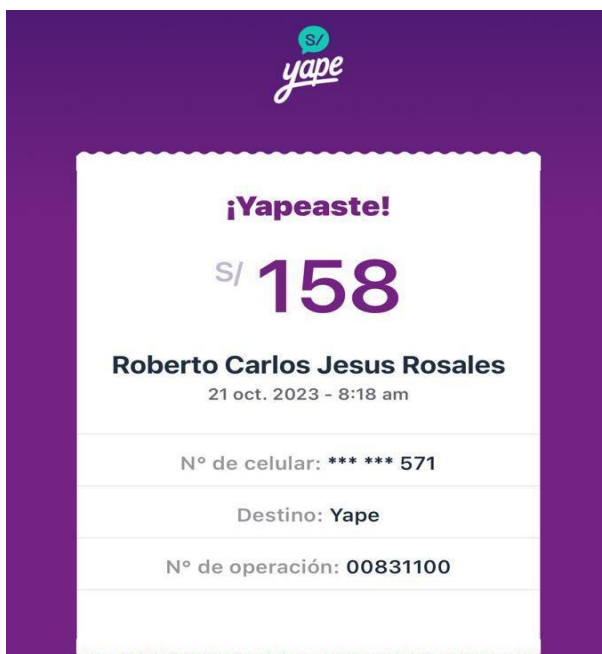 S/
yape
¡Yapeaste!
S/ 158
Roberto Carlos Jesus Rosales
21 oct. 2023 - 8:18 am
N° de celular: *** *** 571
Destino: Yape
N° de operación: 00831100